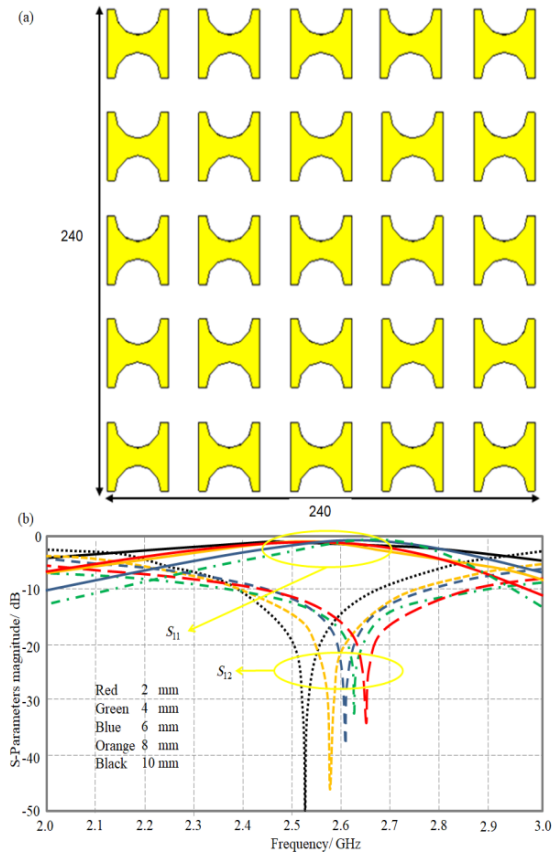 (a)
240
240
(b)
S-Parameters magnitude/ dB
0
-10
-20
-30
-40
-50
S11
S12
Red 2 mm
Green 4 mm
Blue 6 mm
Orange 8 mm
Black 10 mm
2.0 2.1 2.2 2.3 2.4 2.5 2.6 2.7 2.8 2.9 3.0
Frequency/ GHz